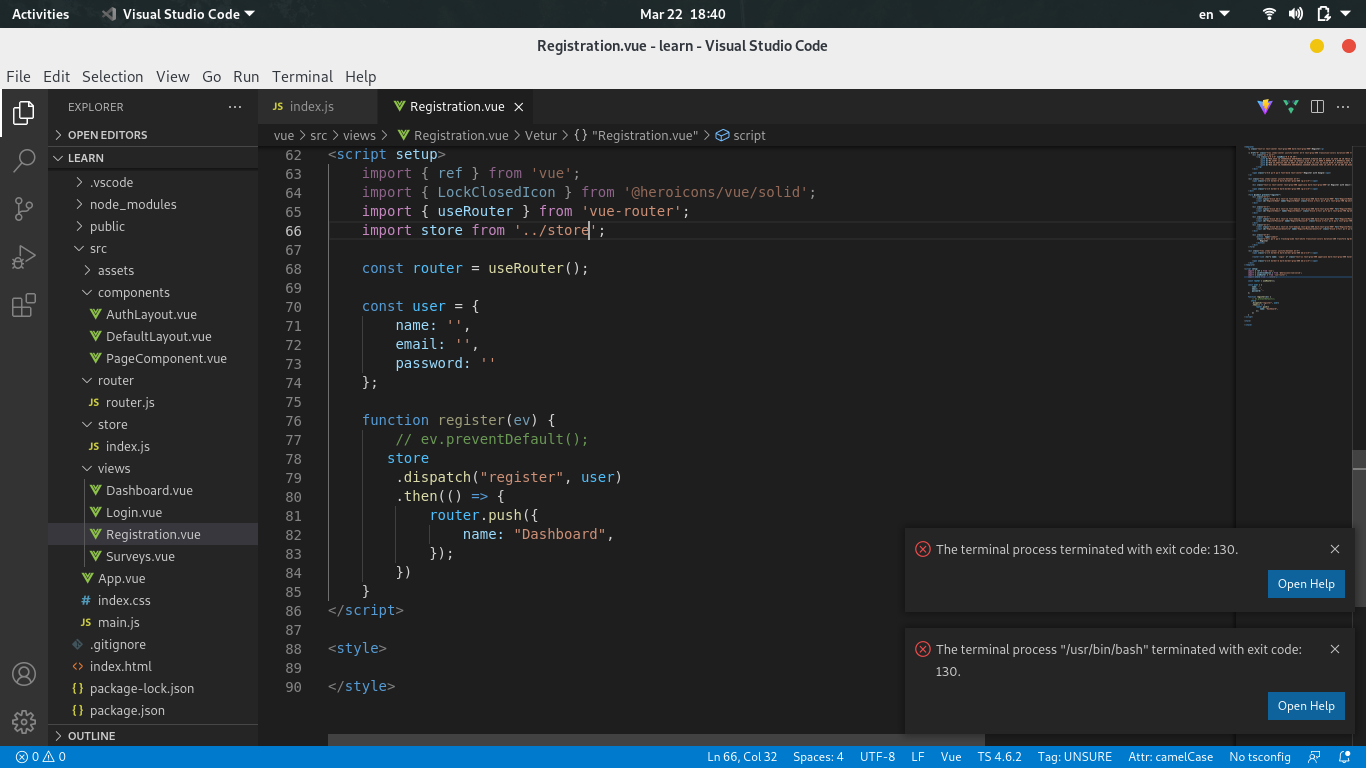 Activities
Visual Studio Code
Mar 22 18:40
en
Registration.vue - learn - Visual Studio Code
File Edit Selection View Go Run Terminal Help
EXPLORER
OPEN EDITORS
LEARN
.vscode
node_modules
public
src
assets
components
AuthLayout.vue
DefaultLayout.vue
PageComponent.vue
router
JS router.js
store
JS index.js
views
Dashboard.vue
Login.vue
Registration.vue
Surveys.vue
App.vue
# index.css
JS main.js
.gitignore
<> index.html
{} package-lock.json
{} package.json
OUTLINE
JS index.js
Registration.vue
vue > src > views > Registration.vue > Vetur > {} "Registration.vue" > script
62 <script setup>
63 import { ref } from 'vue';
64 import { LockClosedIcon } from '@heroicons/vue/solid';
65 import { useRouter } from 'vue-router';
66 import store from '../store';
67
68 const router = useRouter();
69
70 const user = {
71 name: '',
72 email: '',
73 password: ''
74 };
75
76 function register(ev) {
77 // ev.preventDefault();
78 store
79 .dispatch("register", user)
80 .then(() => {
81 router.push({
82 name: "Dashboard",
83 });
84 })
85 }
86 </script>
87
88 <style>
89
90 </style>
The terminal process terminated with exit code: 130.
Open Help
The terminal process "/usr/bin/bash" terminated with exit code:
130.
Open Help
0 0
Ln 66, Col 32 Spaces: 4 UTF-8 LF Vue TS 4.6.2 Tag: UNSURE Attr: camelCase No tsconfig